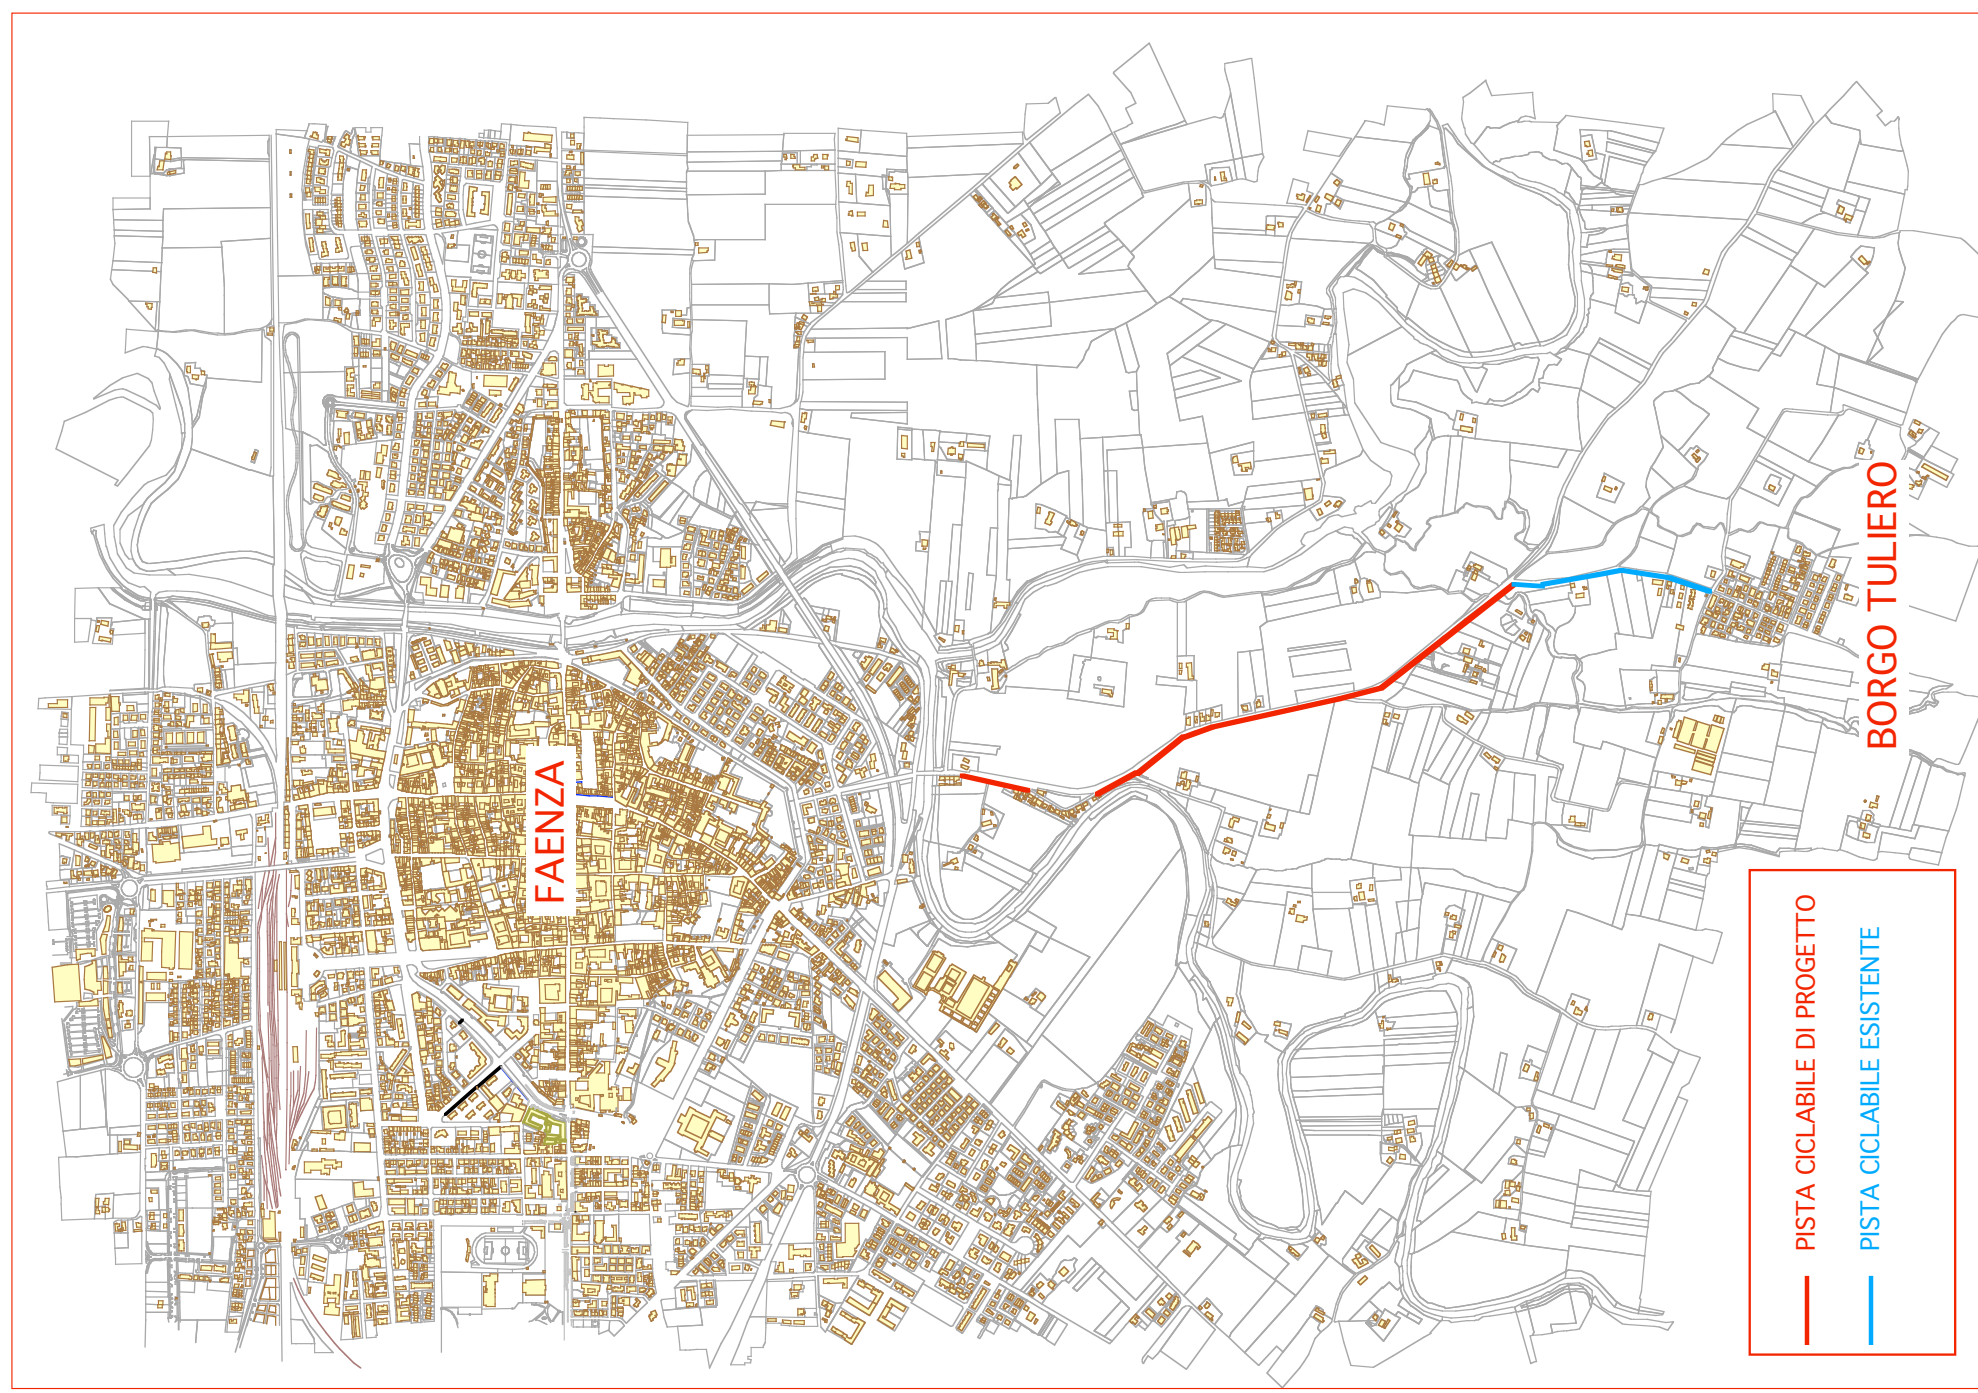 FAENZA
BORGO TULIERO
PISTA CICLABILE DI PROGETTO
PISTA CICLABILE ESISTENTE